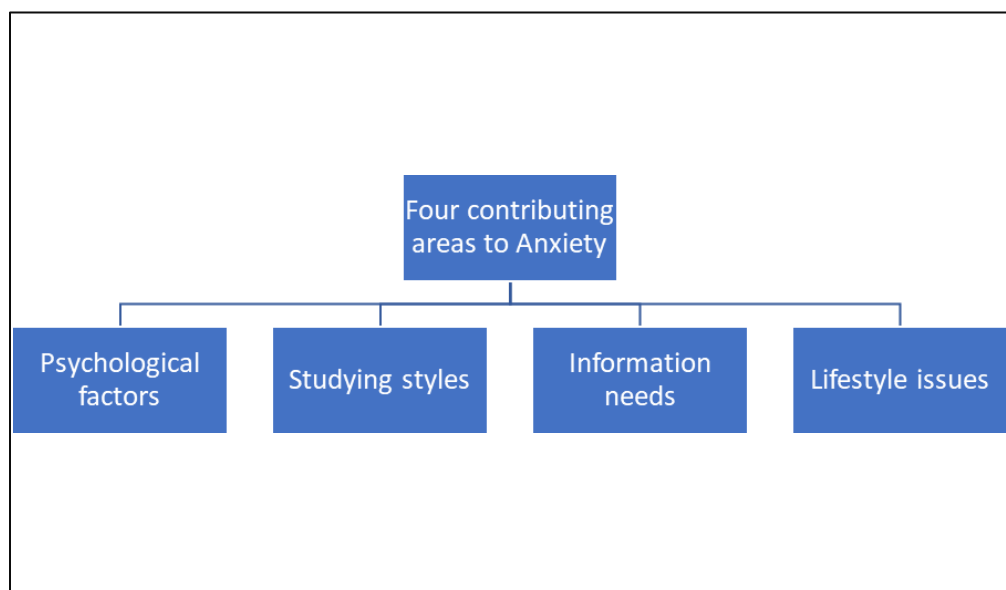 Four contributing
areas to Anxiety
Psychological
factors
Studying styles
Information
needs
Lifestyle issues